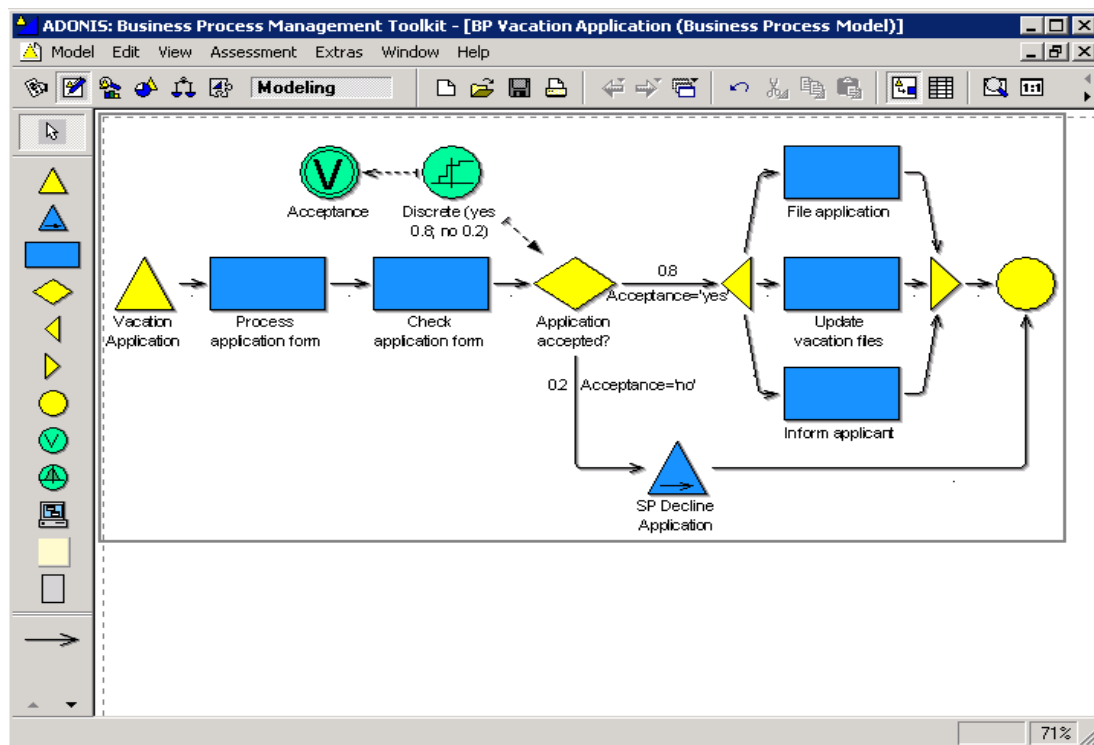 ADONIS: Business Process Management Toolkit - [BP Vacation Application (Business Process Model)]
Model Edit View Assessment Extras Window Help
Modeling
1:1
V
Acceptance
Discrete (yes
0.8; no 0.2)
File application
Vacation
Application
Process
application form
Check
application form
Application
accepted?
0.8
Acceptance='yes'
Update
vacation files
0.2 Acceptance='no'
Inform applicant
SP Decline
Application
V
71%